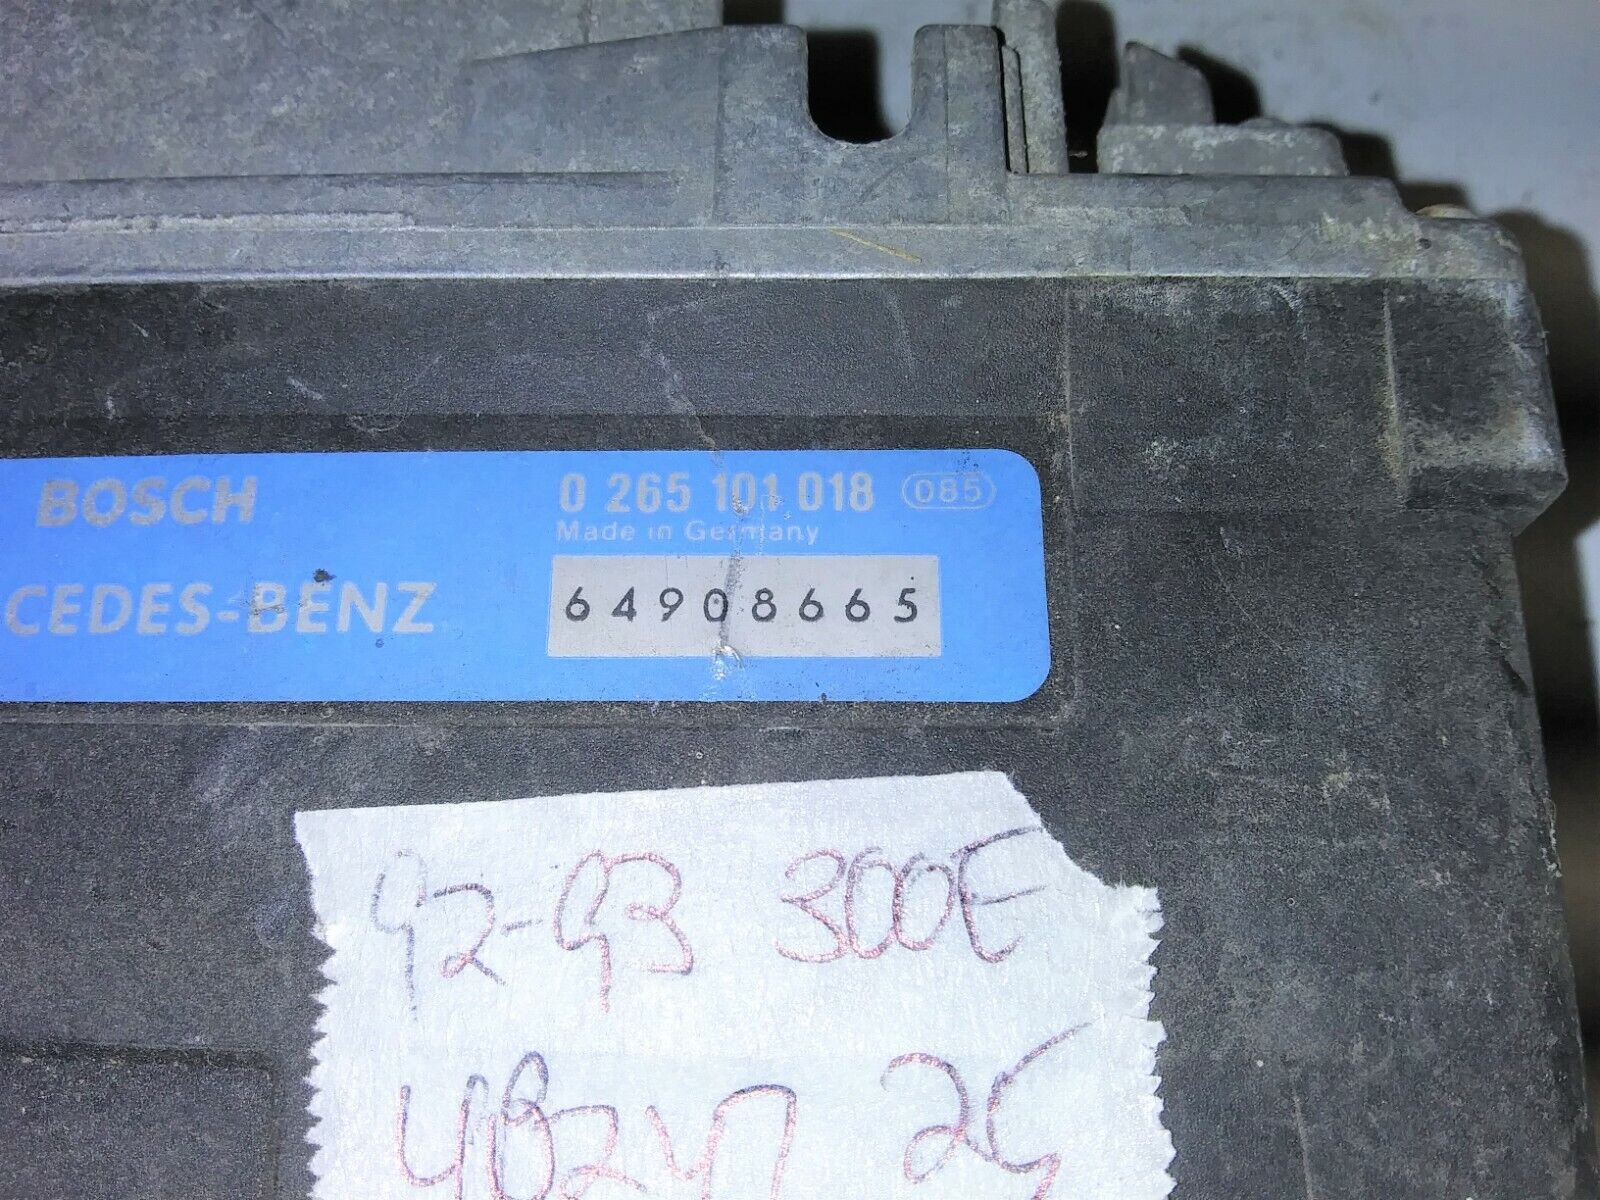 BOSCH 0 265 101 018 085
Made in Germany
CEDES-BENZ 64908665
92-93 300E